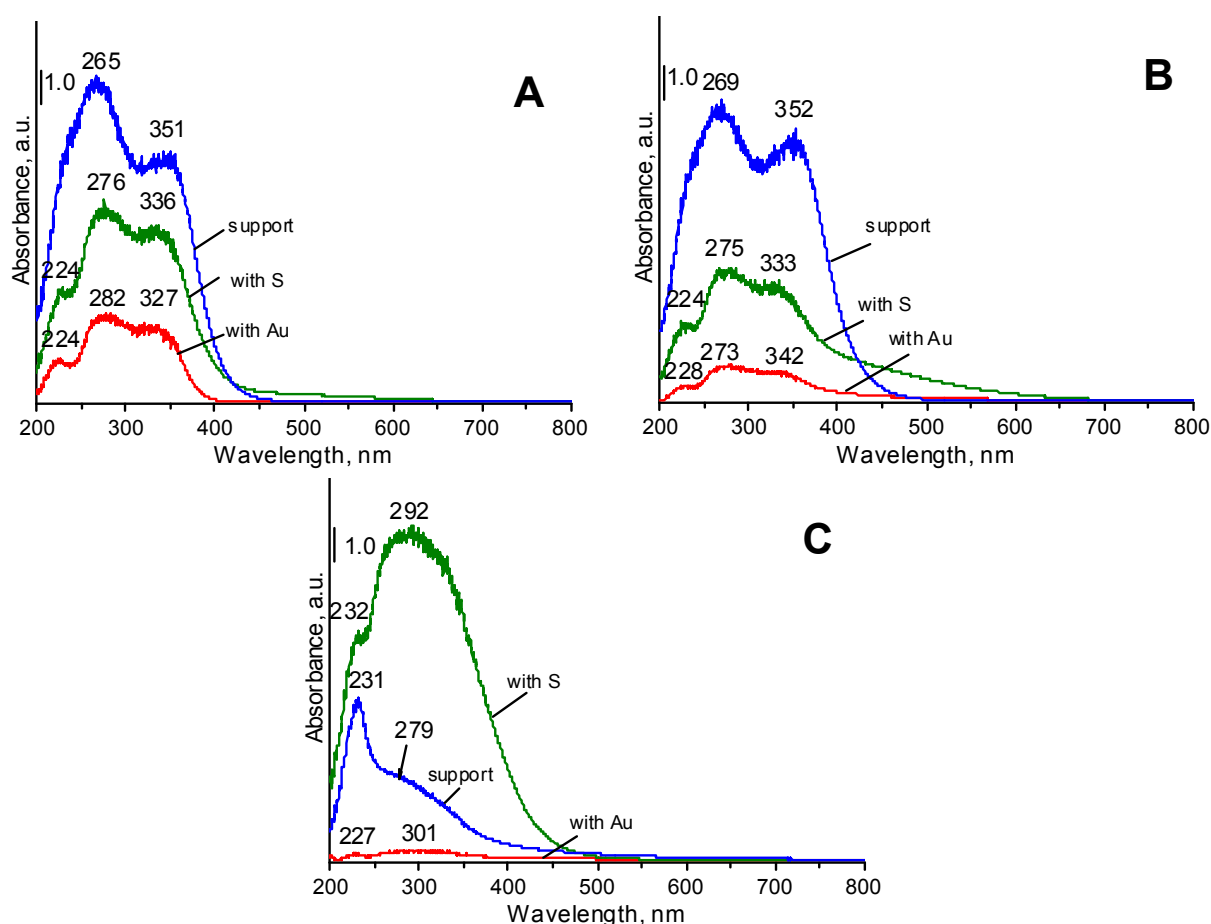 A
Absorbance, a.u.
1.0
265
351
276
336
support
224
with S
282
327
224
with Au
200 300 400 500 600 700 800
Wavelength, nm
B
Absorbance, a.u.
1.0
269
352
support
275
333
224
with S
273
342
with Au
228
200 300 400 500 600 700 800
Wavelength, nm
C
Absorbance, a.u.
1.0
292
232
231
with S
279
support
with Au
227
301
200 300 400 500 600 700 800
Wavelength, nm